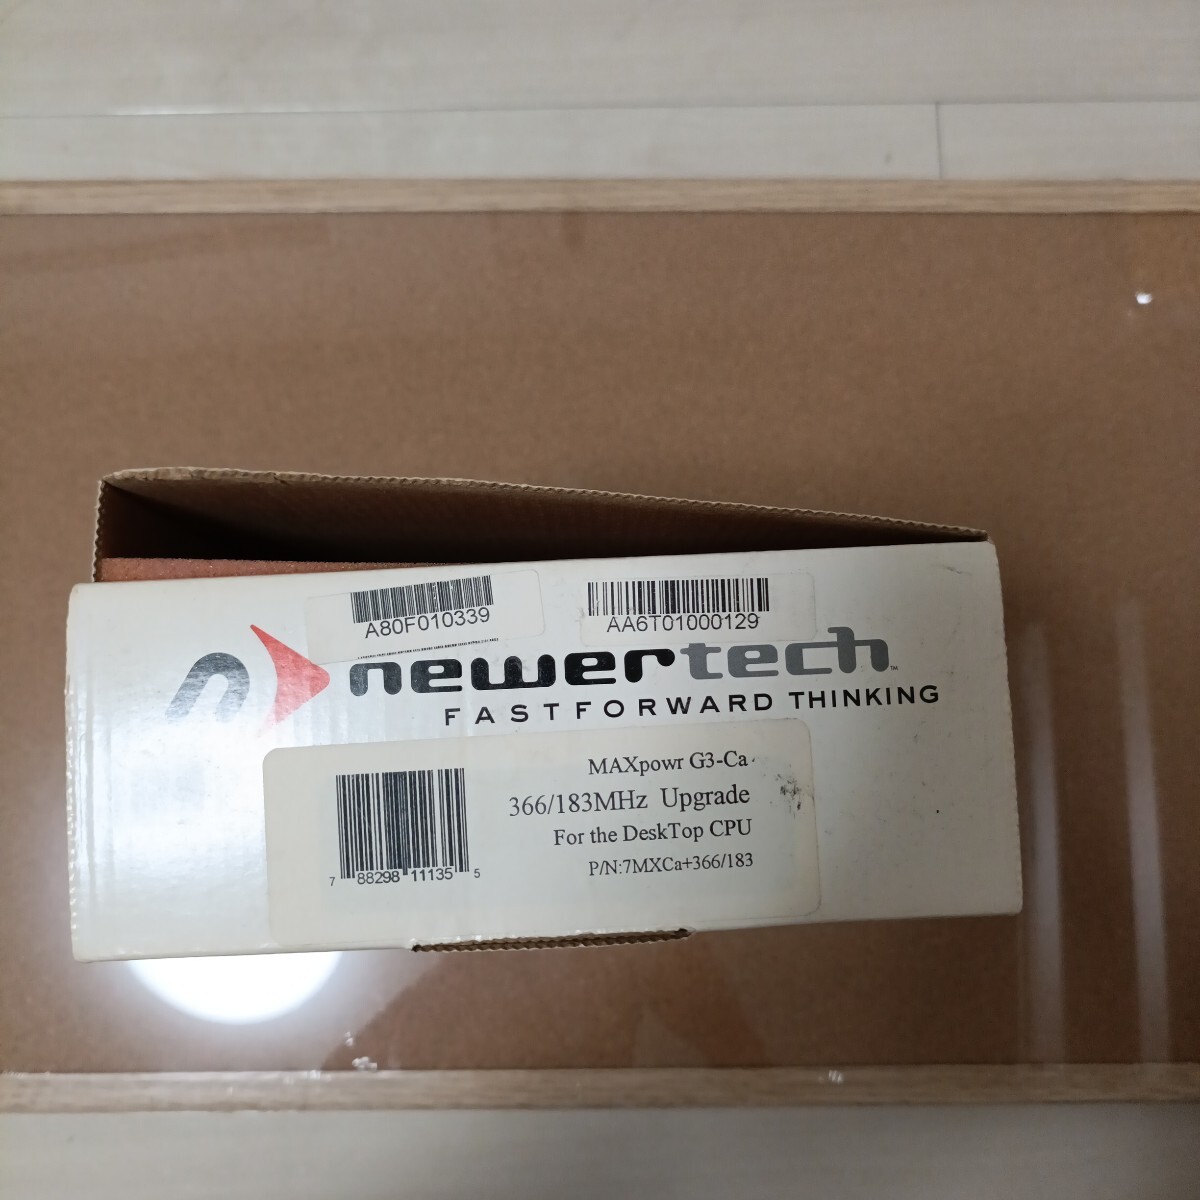 A80F010339
AA6T01000129
newertech™
FASTFORWARD THINKING
MAXpowr G3-Ca
366/183MHz Upgrade
For the DeskTop CPU
P/N:7MXCa+366/183
7 88298 11135 5